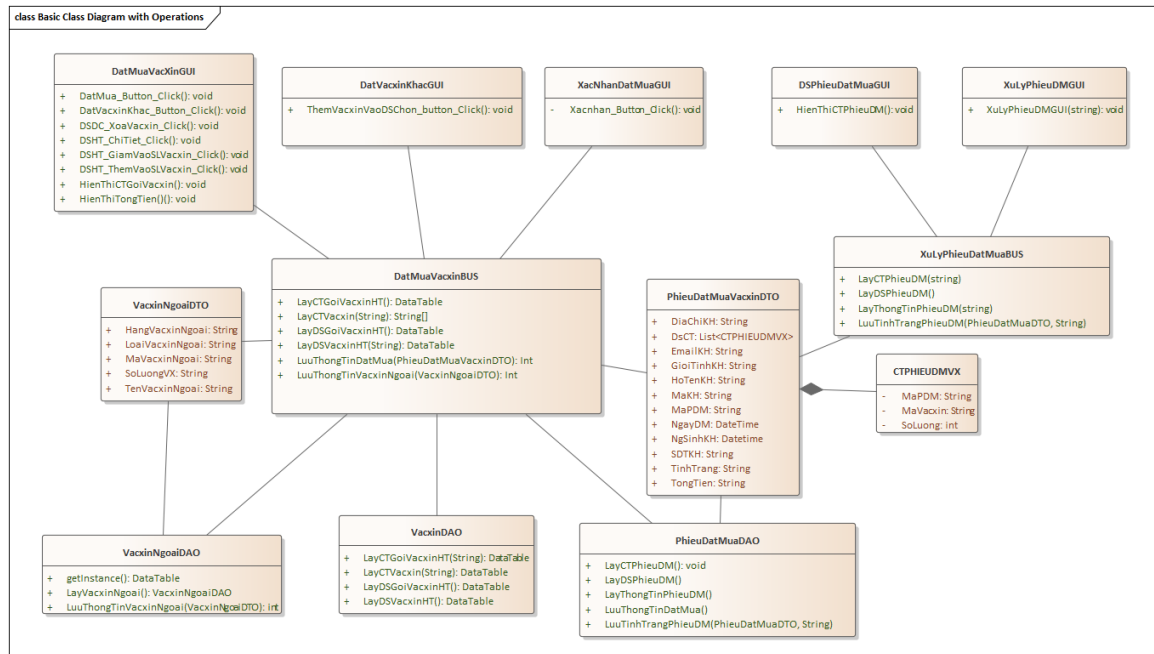 class Basic Class Diagram with Operations
DatMuaVacXinGUI
+ DatMua_Button_Click(): void
+ DatVacxinKhac_Button_Click(): void
+ DSDC_XoaVacxin_Click(): void
+ DSHT_ChiTiet_Click(): void
+ DSHT_GiamVaoSLVacxin_Click(): void
+ DSHT_ThemVaoSLVacxin_Click(): void
+ HienThiCTGoiVacxin(): void
+ HienThiTongTien()(): void
DatVacxinKhacGUI
+ ThemVacxinVaoDSChon_button_Click(): void
XacNhanDatMuaGUI
- Xacnhan_Button_Click(): void
DSPhieuDatMuaGUI
+ HienThiCTPhieuDM():void
XuLyPhieuDMGUI
+ XuLyPhieuDMGUI(string): void
DatMuaVacxinBUS
+ LayCTGoiVacxinHT(): DataTable
+ LayCTVacxin(String): String[]
+ LayDSGoiVacxinHT(): DataTable
+ LayDSVacxinHT(String): DataTable
+ LuuThongTinDatMua(PhieuDatMuaVacxinDTO): Int
+ LuuThongTinVacxinNgoai(VacxinNgoaiDTO): Int
XuLyPhieuDatMuaBUS
+ LayCTPhieuDM(string)
+ LayDSPhieuDM()
+ LayThongTinPhieuDM(string)
+ LuuTinhTrangPhieuDM(PhieuDatMuaDTO, String)
VacxinNgoaiDTO
+ HangVacxinNgoai: String
+ LoaiVacxinNgoai: String
+ MaVacxinNgoai: String
+ SoLuongVX: String
+ TenVacxinNgoai: String
PhieuDatMuaVacxinDTO
+ DiaChiKH: String
+ DsCT: List<CTPHIEUDMVX>
+ EmailKH: String
+ GioiTinhKH: String
+ HoTenKH: String
+ MaKH: String
+ MaPDM: String
+ NgayDM: DateTime
+ NgSinhKH: Datetime
+ SDTKH: String
+ TinhTrang: String
+ TongTien: String
CTPHIEUDMVX
- MaPDM: String
- MaVacxin: String
- SoLuong: int
VacxinNgoaiDAO
+ getInstance(): DataTable
+ LayVacxinNgoai(): VacxinNgoaiDAO
+ LuuThongTinVacxinNgoai(VacxinNgoaiDTO): int
VacxinDAO
+ LayCTGoiVacxinHT(String): DataTable
+ LayCTVacxin(String): DataTable
+ LayDSGoiVacxinHT(): DataTable
+ LayDSVacxinHT(): DataTable
PhieuDatMuaDAO
+ LayCTPhieuDM(): void
+ LayDSPhieuDM()
+ LayThongTinPhieuDM()
+ LuuThongTinDatMua()
+ LuuTinhTrangPhieuDM(PhieuDatMuaDTO, String)